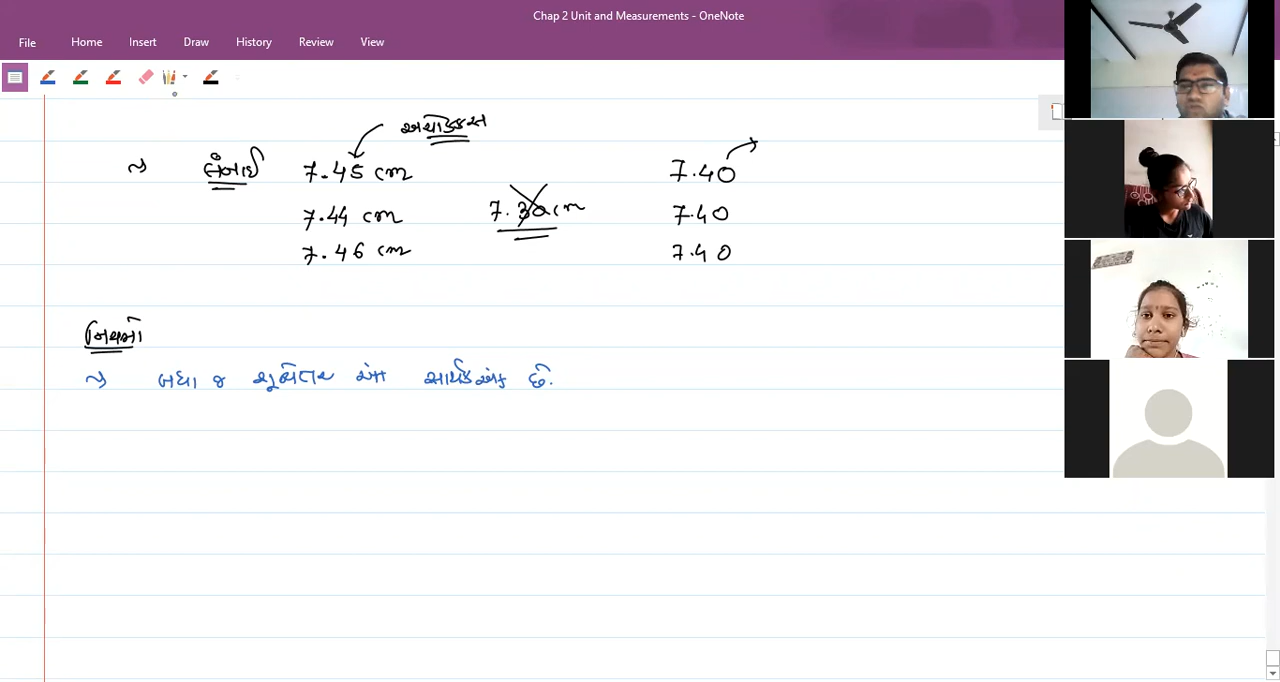 Chap 2 Unit and Measurements - OneNote
File Home Insert Draw History Review View
અચોક્કસ
~> લંબાઈ 7.45 cm 7.40
7.44 cm 7.30 cm 7.40
7.46 cm 7.40
નિયમો
~> બધા જ શૂન્યેતર અંક સાર્થક અંક છે.